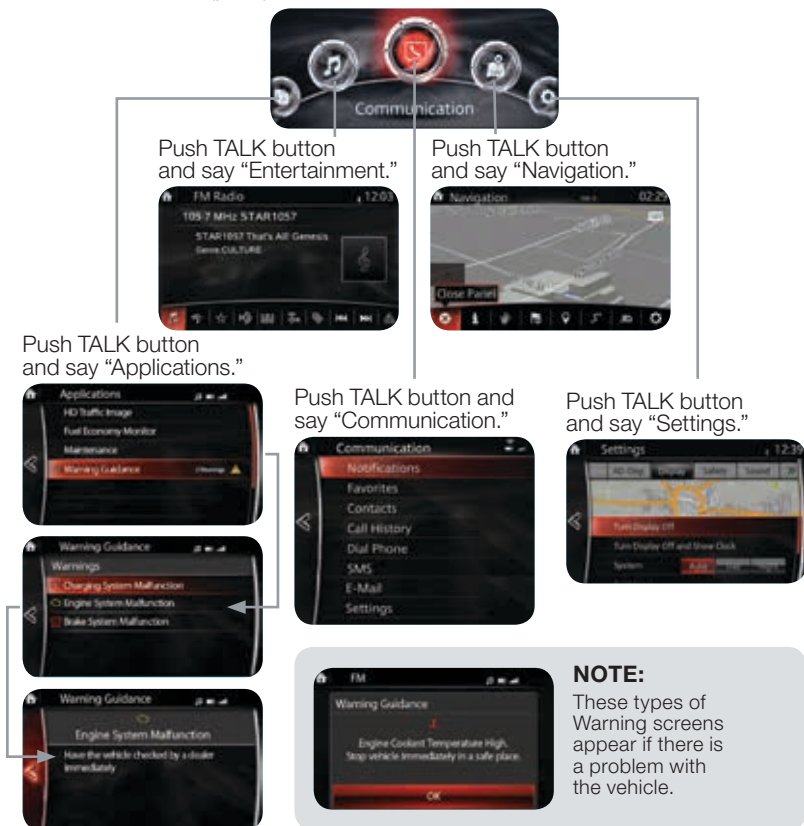 Communication
Push TALK button
and say “Entertainment.”
Push TALK button
and say “Navigation.”
FM Radio
12:03
105.7 MHz STAR1057
STAR1057 That's All! Genesis
Genre:CULTURE
Navigation
02:29
Close Panel
3D
Push TALK button
and say “Applications.”
Applications
HD Traffic Image
Fuel Economy Monitor
Maintenance
Warning Guidance
Push TALK button and
say “Communication.”
Communication
Notifications
Favorites
Contacts
Call History
Dial Phone
SMS
E-Mail
Settings
Push TALK button
and say “Settings.”
Settings
12:39
AD-Disp Display Safety Sound
Turn Display Off
Turn Display Off and Show Clock
System Auto
Warning Guidance
Warnings
Charging System Malfunction
Engine System Malfunction
Brake System Malfunction
Warning Guidance
Engine System Malfunction
Have the vehicle checked by a dealer
immediately
FM
Warning Guidance
Engine Coolant Temperature High.
Stop vehicle immediately in a safe place.
OK
NOTE:
These types of
Warning screens
appear if there is
a problem with
the vehicle.